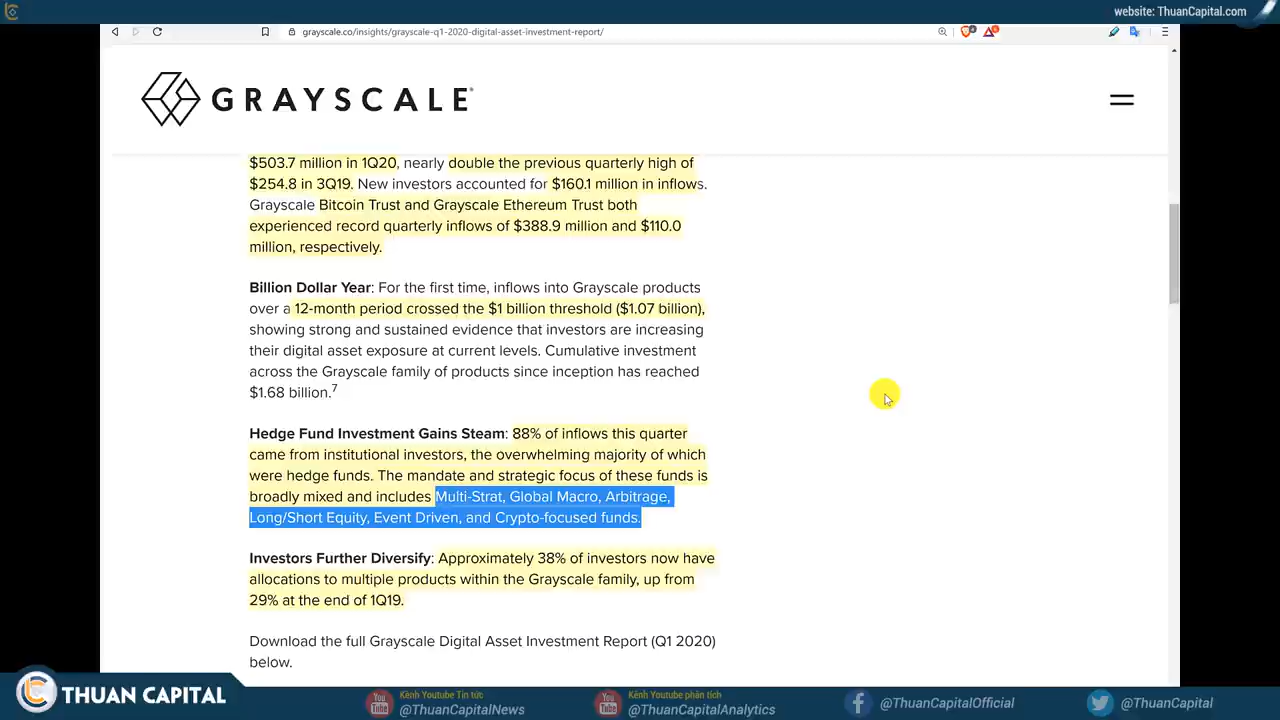 website: ThuanCapital.com
grayscale.co/insights/grayscale-q1-2020-digital-asset-investment-report/
GRAYSCALE
$503.7 million in 1Q20, nearly double the previous quarterly high of
$254.8 in 3Q19. New investors accounted for $160.1 million in inflows.
Grayscale Bitcoin Trust and Grayscale Ethereum Trust both
experienced record quarterly inflows of $388.9 million and $110.0
million, respectively.
Billion Dollar Year: For the first time, inflows into Grayscale products
over a 12-month period crossed the $1 billion threshold ($1.07 billion),
showing strong and sustained evidence that investors are increasing
their digital asset exposure at current levels. Cumulative investment
across the Grayscale family of products since inception has reached
$1.68 billion.7
Hedge Fund Investment Gains Steam: 88% of inflows this quarter
came from institutional investors, the overwhelming majority of which
were hedge funds. The mandate and strategic focus of these funds is
broadly mixed and includes Multi-Strat, Global Macro, Arbitrage,
Long/Short Equity, Event Driven, and Crypto-focused funds.
Investors Further Diversify: Approximately 38% of investors now have
allocations to multiple products within the Grayscale family, up from
29% at the end of 1Q19.
Download the full Grayscale Digital Asset Investment Report (Q1 2020)
below.
THUAN CAPITAL
You Tube
Kênh Youtube Tin tức
@ThuanCapitalNews
You Tube
Kênh Youtube phân tích
@ThuanCapitalAnalytics
@ThuanCapitalOfficial
@ThuanCapital